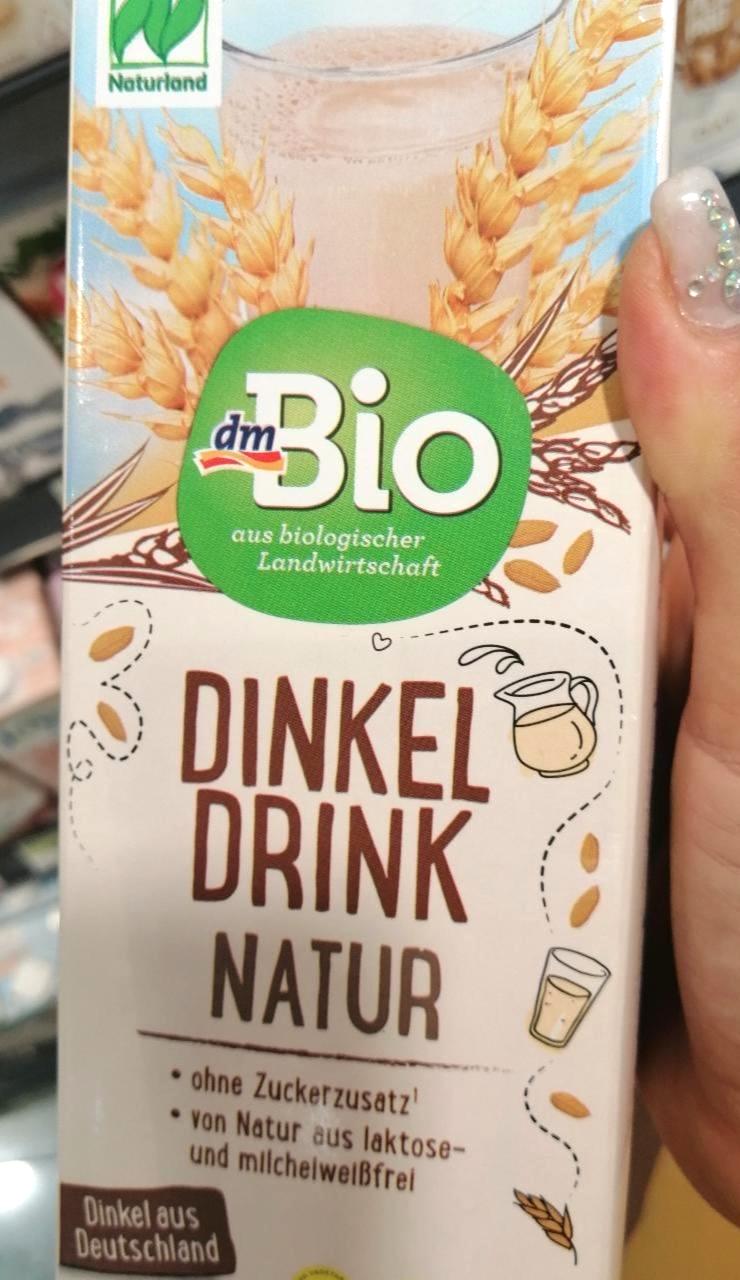 Naturland
dm Bio
aus biologischer
Landwirtschaft
DINKEL
DRINK
NATUR
• ohne Zuckerzusatz¹
• von Natur aus laktose-
und milcheiweißfrei
Dinkel aus
Deutschland